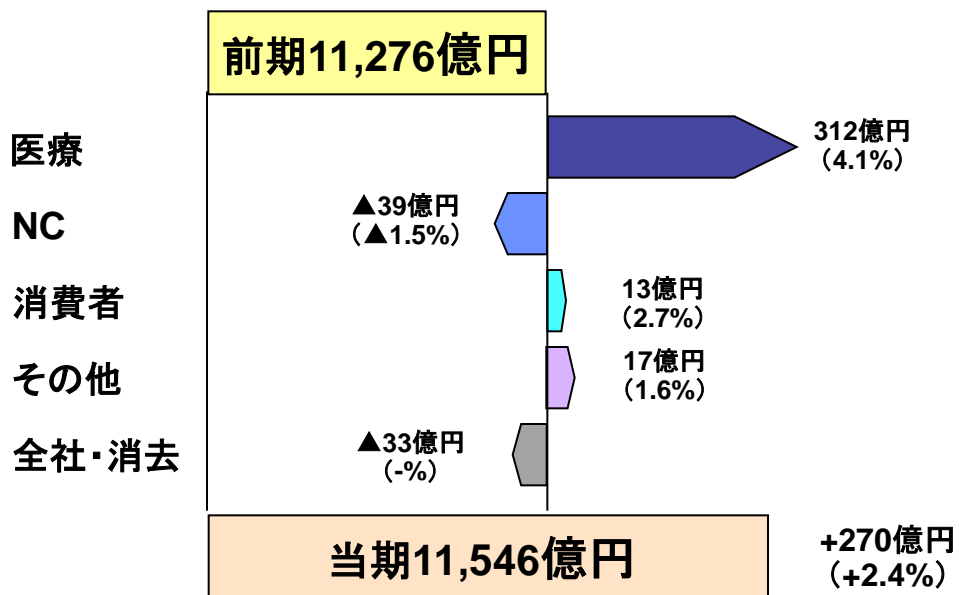 前期11,276億円
医療
312億円
（4.1%）
NC
▲39億円
（▲1.5%）
消費者
13億円
（2.7%）
その他
17億円
（1.6%）
全社・消去
▲33億円
（-%）
当期11,546億円
+270億円
（+2.4%）